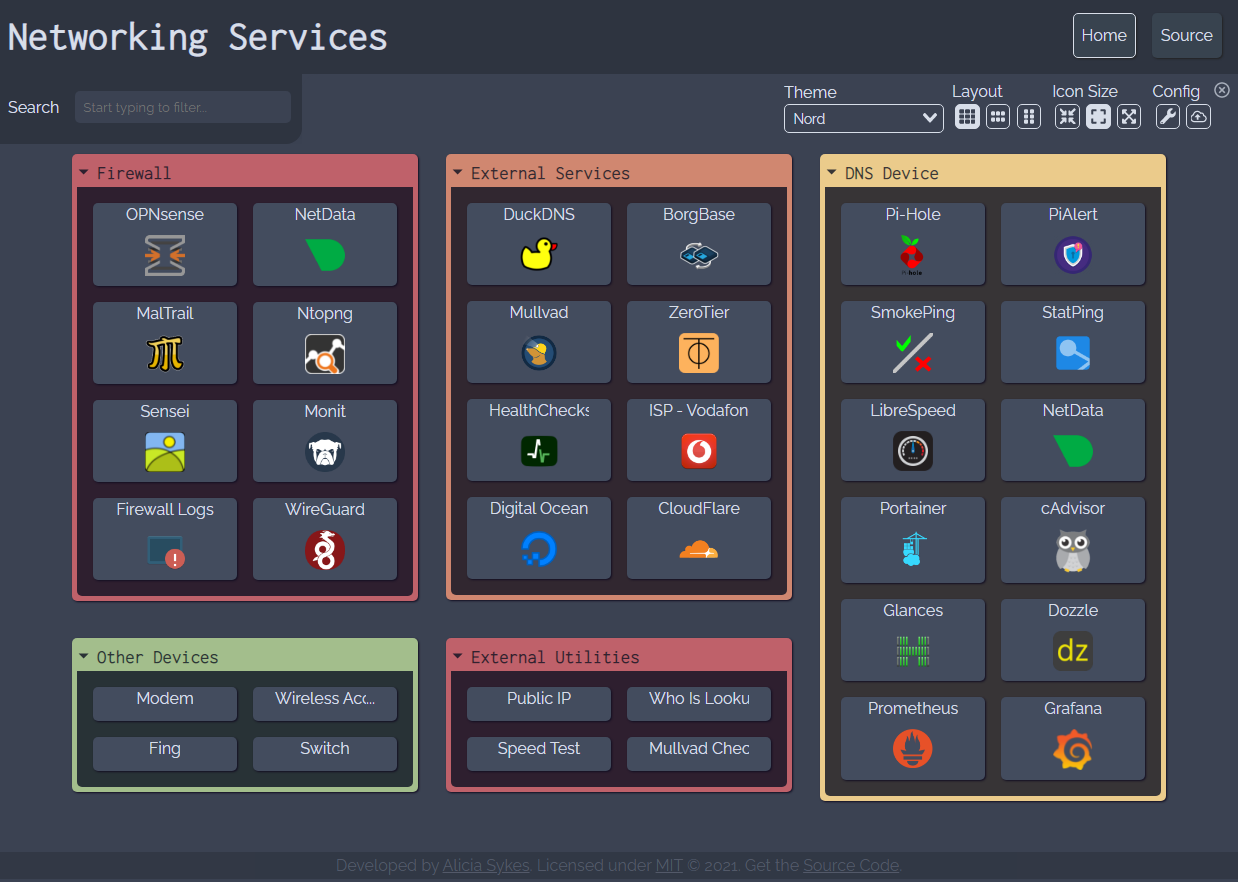 Networking Services
Home
Source
Search
Start typing to filter...
Theme
Nord
Layout
Icon Size
Config
Firewall
OPNsense
NetData
MalTrail
Ntopng
Sensei
Monit
Firewall Logs
WireGuard
External Services
DuckDNS
BorgBase
Mullvad
ZeroTier
HealthChecks
ISP - Vodafon
Digital Ocean
CloudFlare
DNS Device
Pi-Hole
PiAlert
SmokePing
StatPing
LibreSpeed
NetData
Portainer
cAdvisor
Glances
Dozzle
dz
Prometheus
Grafana
Other Devices
Modem
Wireless Acc...
Fing
Switch
External Utilities
Public IP
Who Is Looku
Speed Test
Mullvad Chec
Developed by Alicia Sykes. Licensed under MIT © 2021. Get the Source Code.